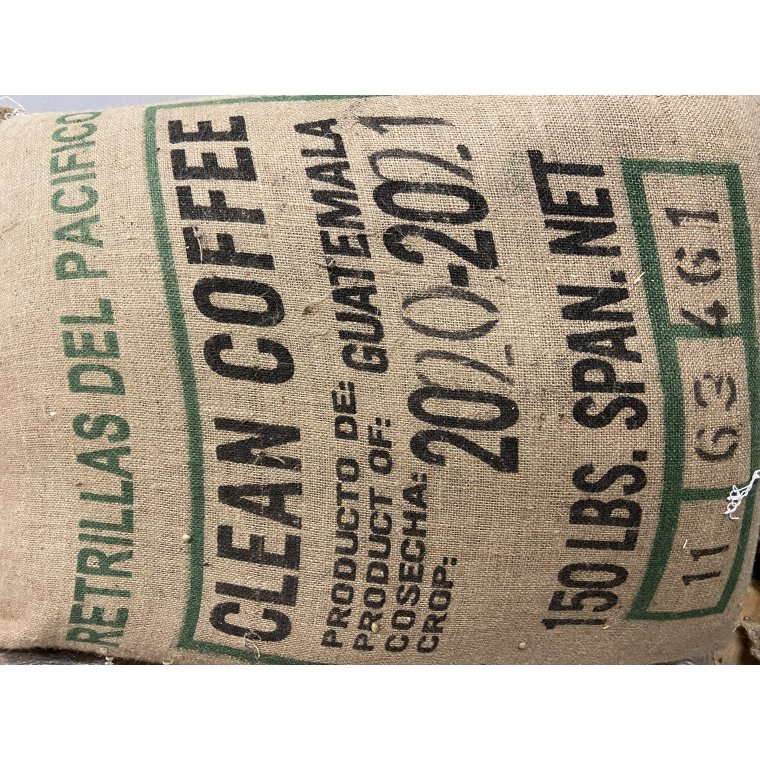 RETRILLAS DEL PACIFICO
CLEAN COFFEE
PRODUCTO DE:
PRODUCT OF: GUATEMALA
COSECHA:
CROP: 2020-2021
150 LBS. SPAN. NET
11 63 461